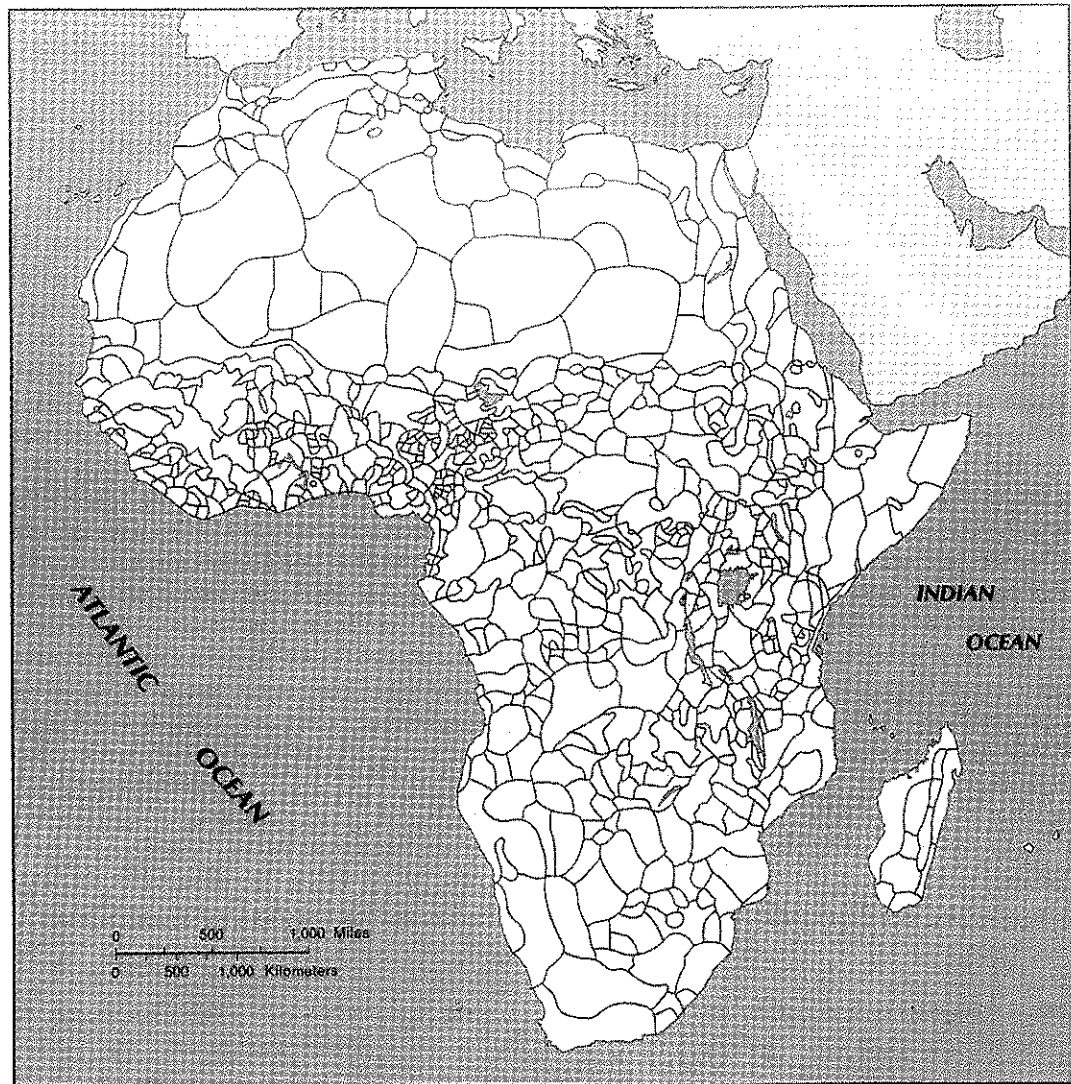 ATLANTIC
OCEAN
INDIAN
OCEAN
0 500 1,000 Miles
0 500 1,000 Kilometers